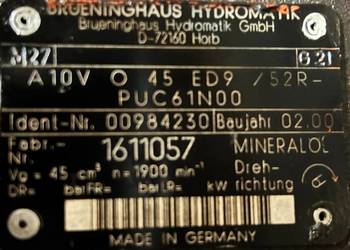 BRUENINGHAUS HYDROMATIK
Brueninghaus Hydromatik GmbH
D-72160 Horb
M27 6.21
A10V O 45 ED9 /52R-
PUC61N00
Ident-Nr. 00984230 Baujahr 02.00
Fabr.-Nr. 1611057 MINERALÖL
Vg = 45 cm³ n=1900 min⁻¹ Dreh-richtung
DR= bar FR= bar LR= kW
MADE IN GERMANY